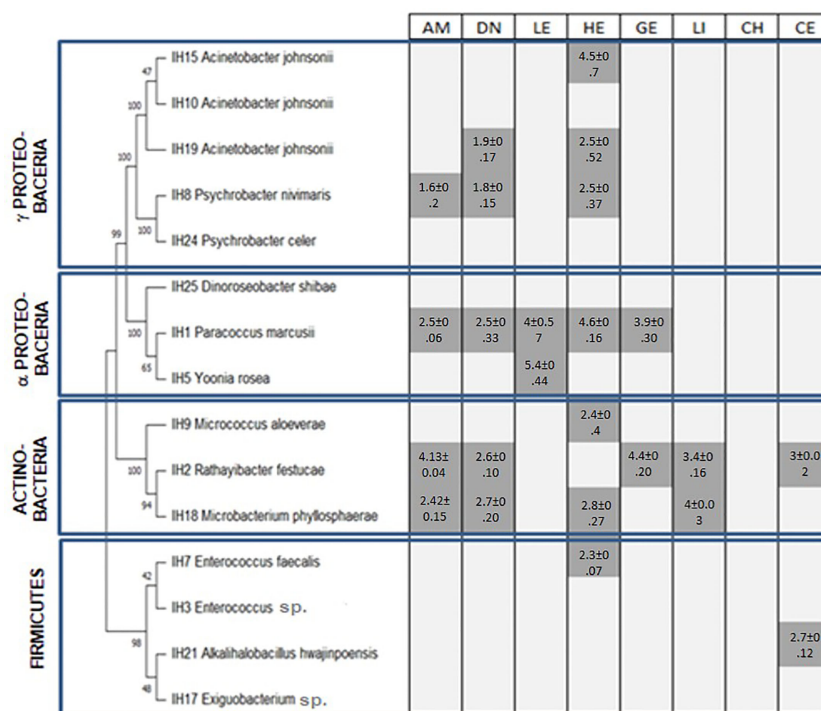 AM DN LE HE GE LI CH CE
γ PROTEO-
BACERIA
47
100
100
100
99
IH15 Acinetobacter johnsonii
4.5±0
.7
IH10 Acinetobacter johnsonii
IH19 Acinetobacter johnsonii
1.9±0
.17
2.5±0
.52
IH8 Psychrobacter nivimaris
1.6±0
.2
1.8±0
.15
2.5±0
.37
IH24 Psychrobacter celer
α PROTEO-
BACERIA
100
65
IH25 Dinoroseobacter shibae
IH1 Paracoccus marcusii
2.5±0
.06
2.5±0
.33
4±0.5
7
4.6±0
.16
3.9±0
.30
IH5 Yoonia rosea
5.4±0
.44
ACTINO-
BACTERIA
100
94
IH9 Micrococcus aloeverae
2.4±0
.4
IH2 Rathayibacter festucae
4.13±
0.04
2.6±0
.10
4.4±0
.20
3.4±0
.16
3±0.0
2
IH18 Microbacterium phyllosphaerae
2.42±
0.15
2.7±0
.20
2.8±0
.27
4±0.0
3
FIRMICUTES
42
98
48
IH7 Enterococcus faecalis
2.3±0
.07
IH3 Enterococcus sp.
IH21 Alkalihalobacillus hwajinpoensis
2.7±0
.12
IH17 Exiguobacterium sp.